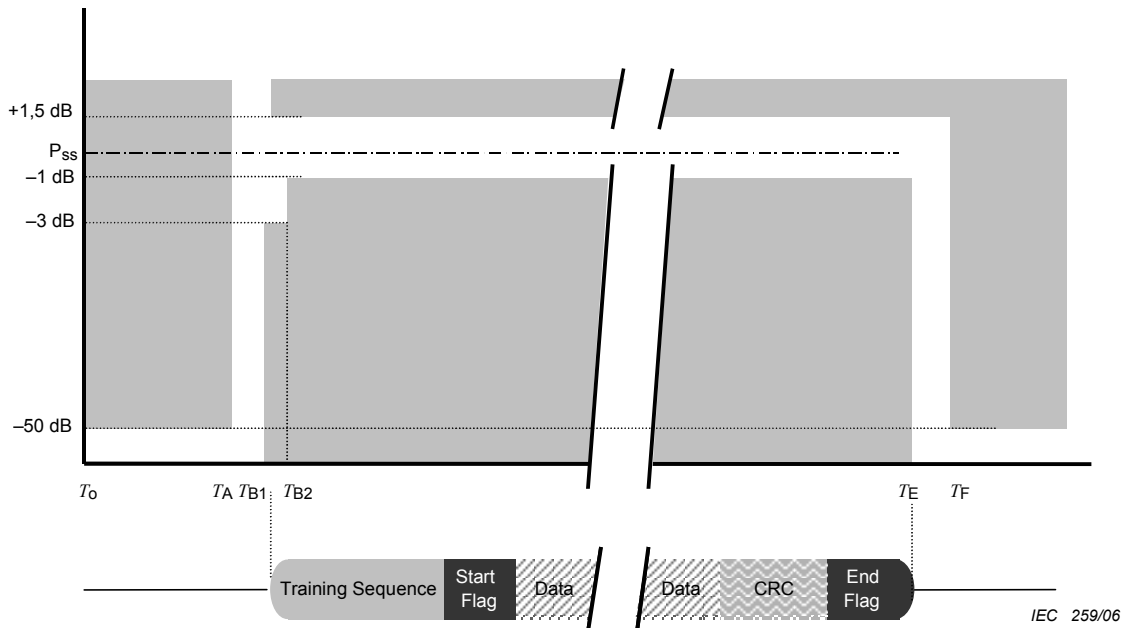 +1,5 dB
Pss
–1 dB
–3 dB
–50 dB
To TA TB1 TB2 TE TF
Training Sequence Start Flag Data Data CRC End Flag
IEC 259/06